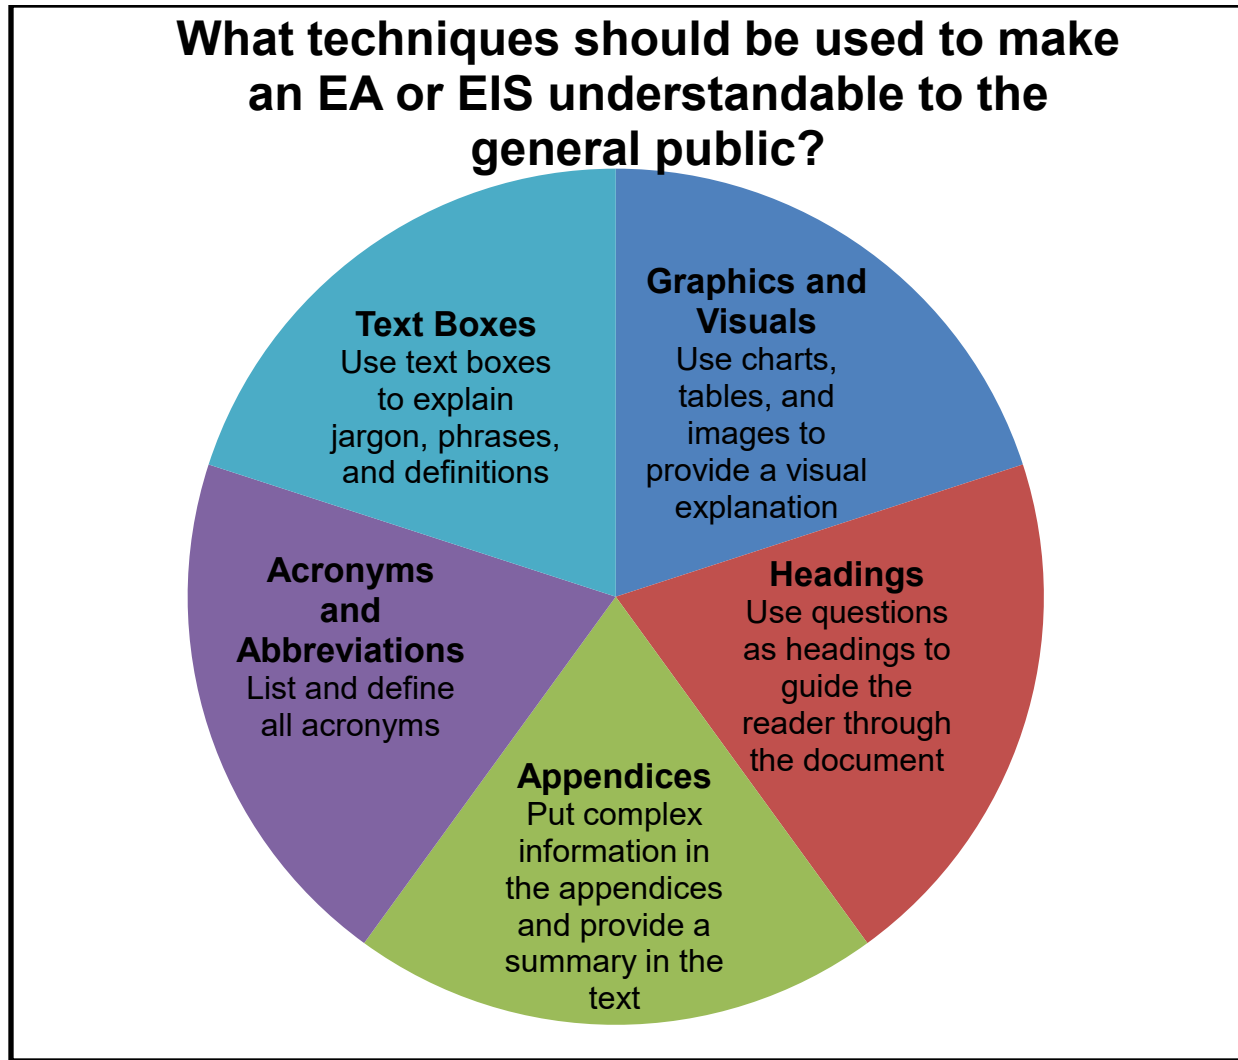 What techniques should be used to make
an EA or EIS understandable to the
general public?
Graphics and
Visuals
Use charts,
tables, and
images to
provide a visual
explanation
Headings
Use questions
as headings to
guide the
reader through
the document
Appendices
Put complex
information in
the appendices
and provide a
summary in the
text
Acronyms
and
Abbreviations
List and define
all acronyms
Text Boxes
Use text boxes
to explain
jargon, phrases,
and definitions